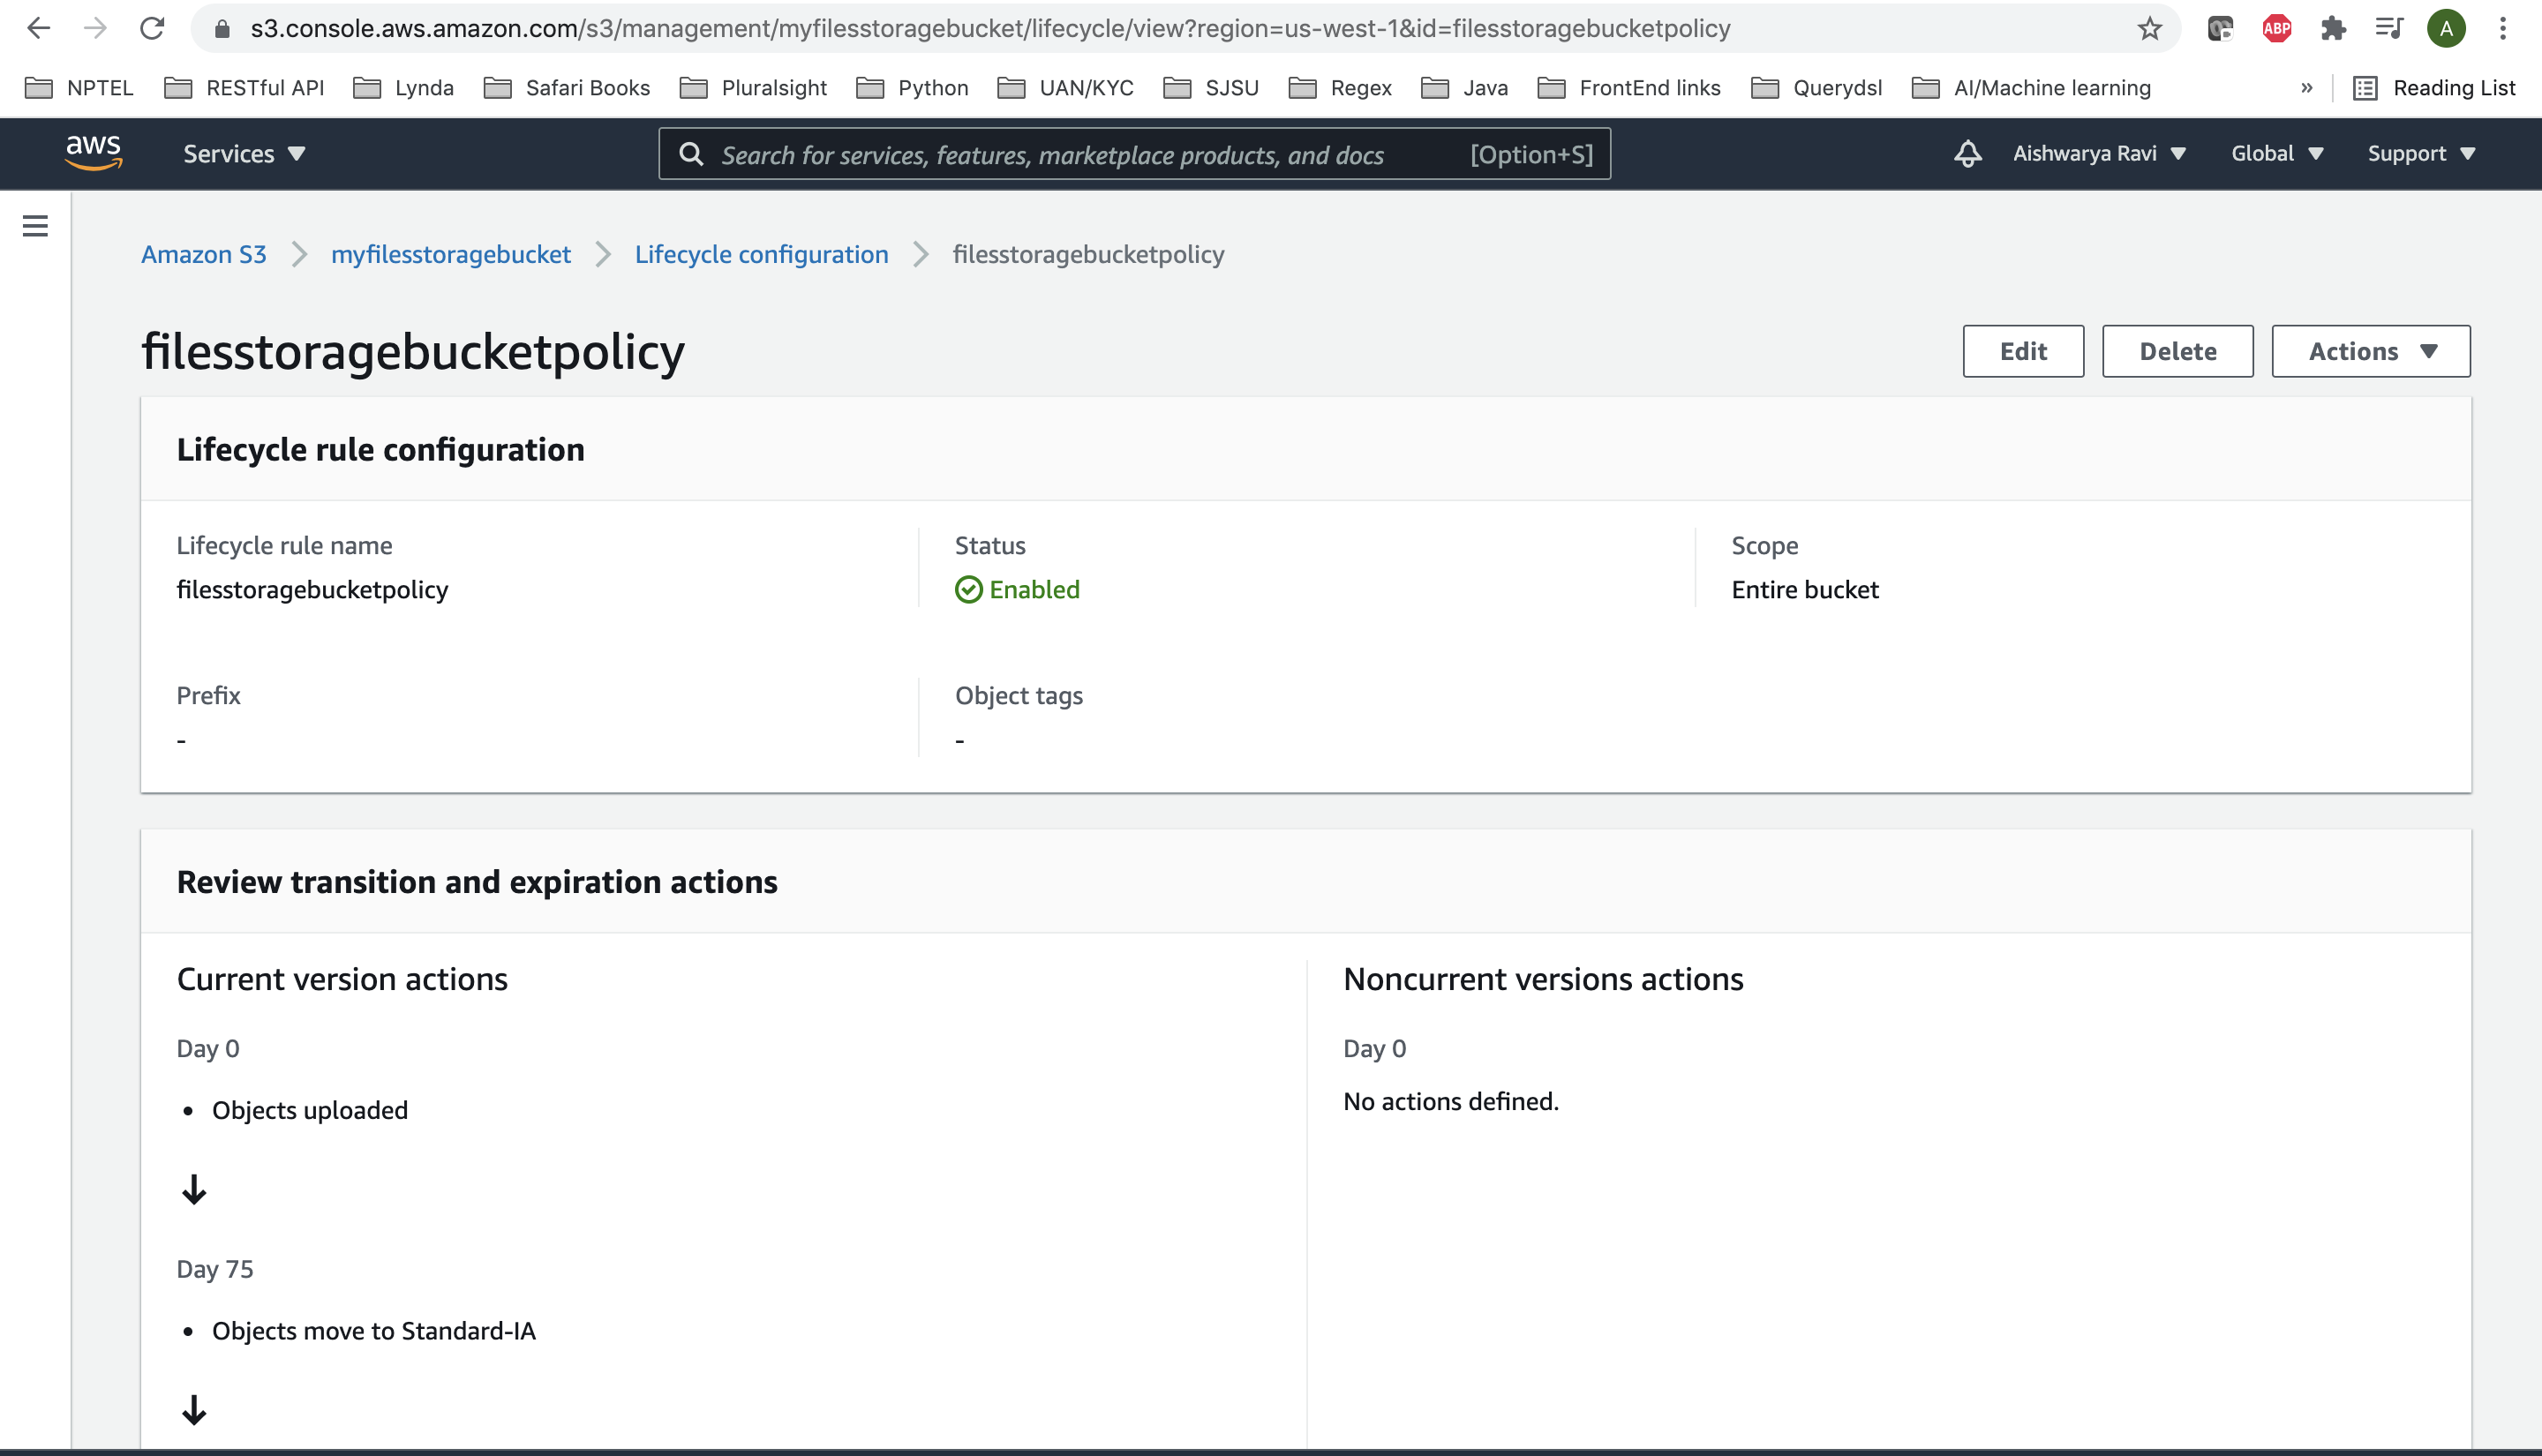 s3.console.aws.amazon.com/s3/management/myfilesstoragebucket/lifecycle/view?region=us-west-1&id=filesstoragebucketpolicy
ABP
A
NPTEL RESTful API Lynda Safari Books Pluralsight Python UAN/KYC SJSU Regex Java FrontEnd links Querydsl AI/Machine learning » Reading List
aws Services Search for services, features, marketplace products, and docs [Option+S] Aishwarya Ravi Global Support
Amazon S3 myfilesstoragebucket Lifecycle configuration filesstoragebucketpolicy
filesstoragebucketpolicy Edit Delete Actions
Lifecycle rule configuration
Lifecycle rule name Status Scope
filesstoragebucketpolicy Enabled Entire bucket
Prefix Object tags
- -
Review transition and expiration actions
Current version actions Noncurrent versions actions
Day 0 Day 0
• Objects uploaded No actions defined.
Day 75
• Objects move to Standard-IA